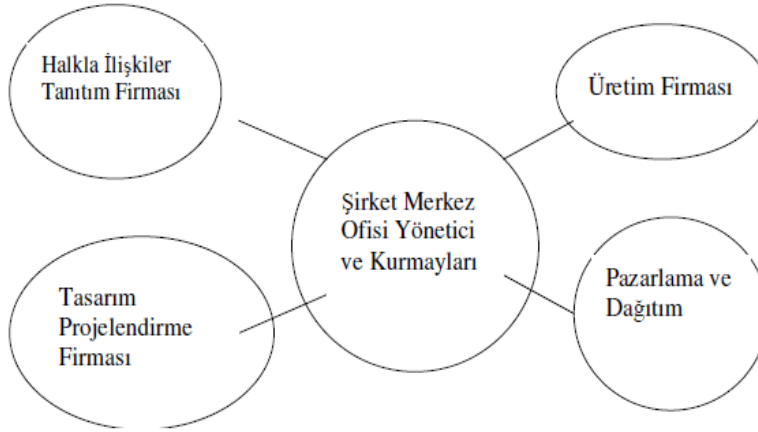 Halkla İlişkiler
Tanıtım Firması
Üretim Firması
Şirket Merkez
Ofisi Yönetici
ve Kurmayları
Tasarım
Projelendirme
Firması
Pazarlama ve
Dağıtım